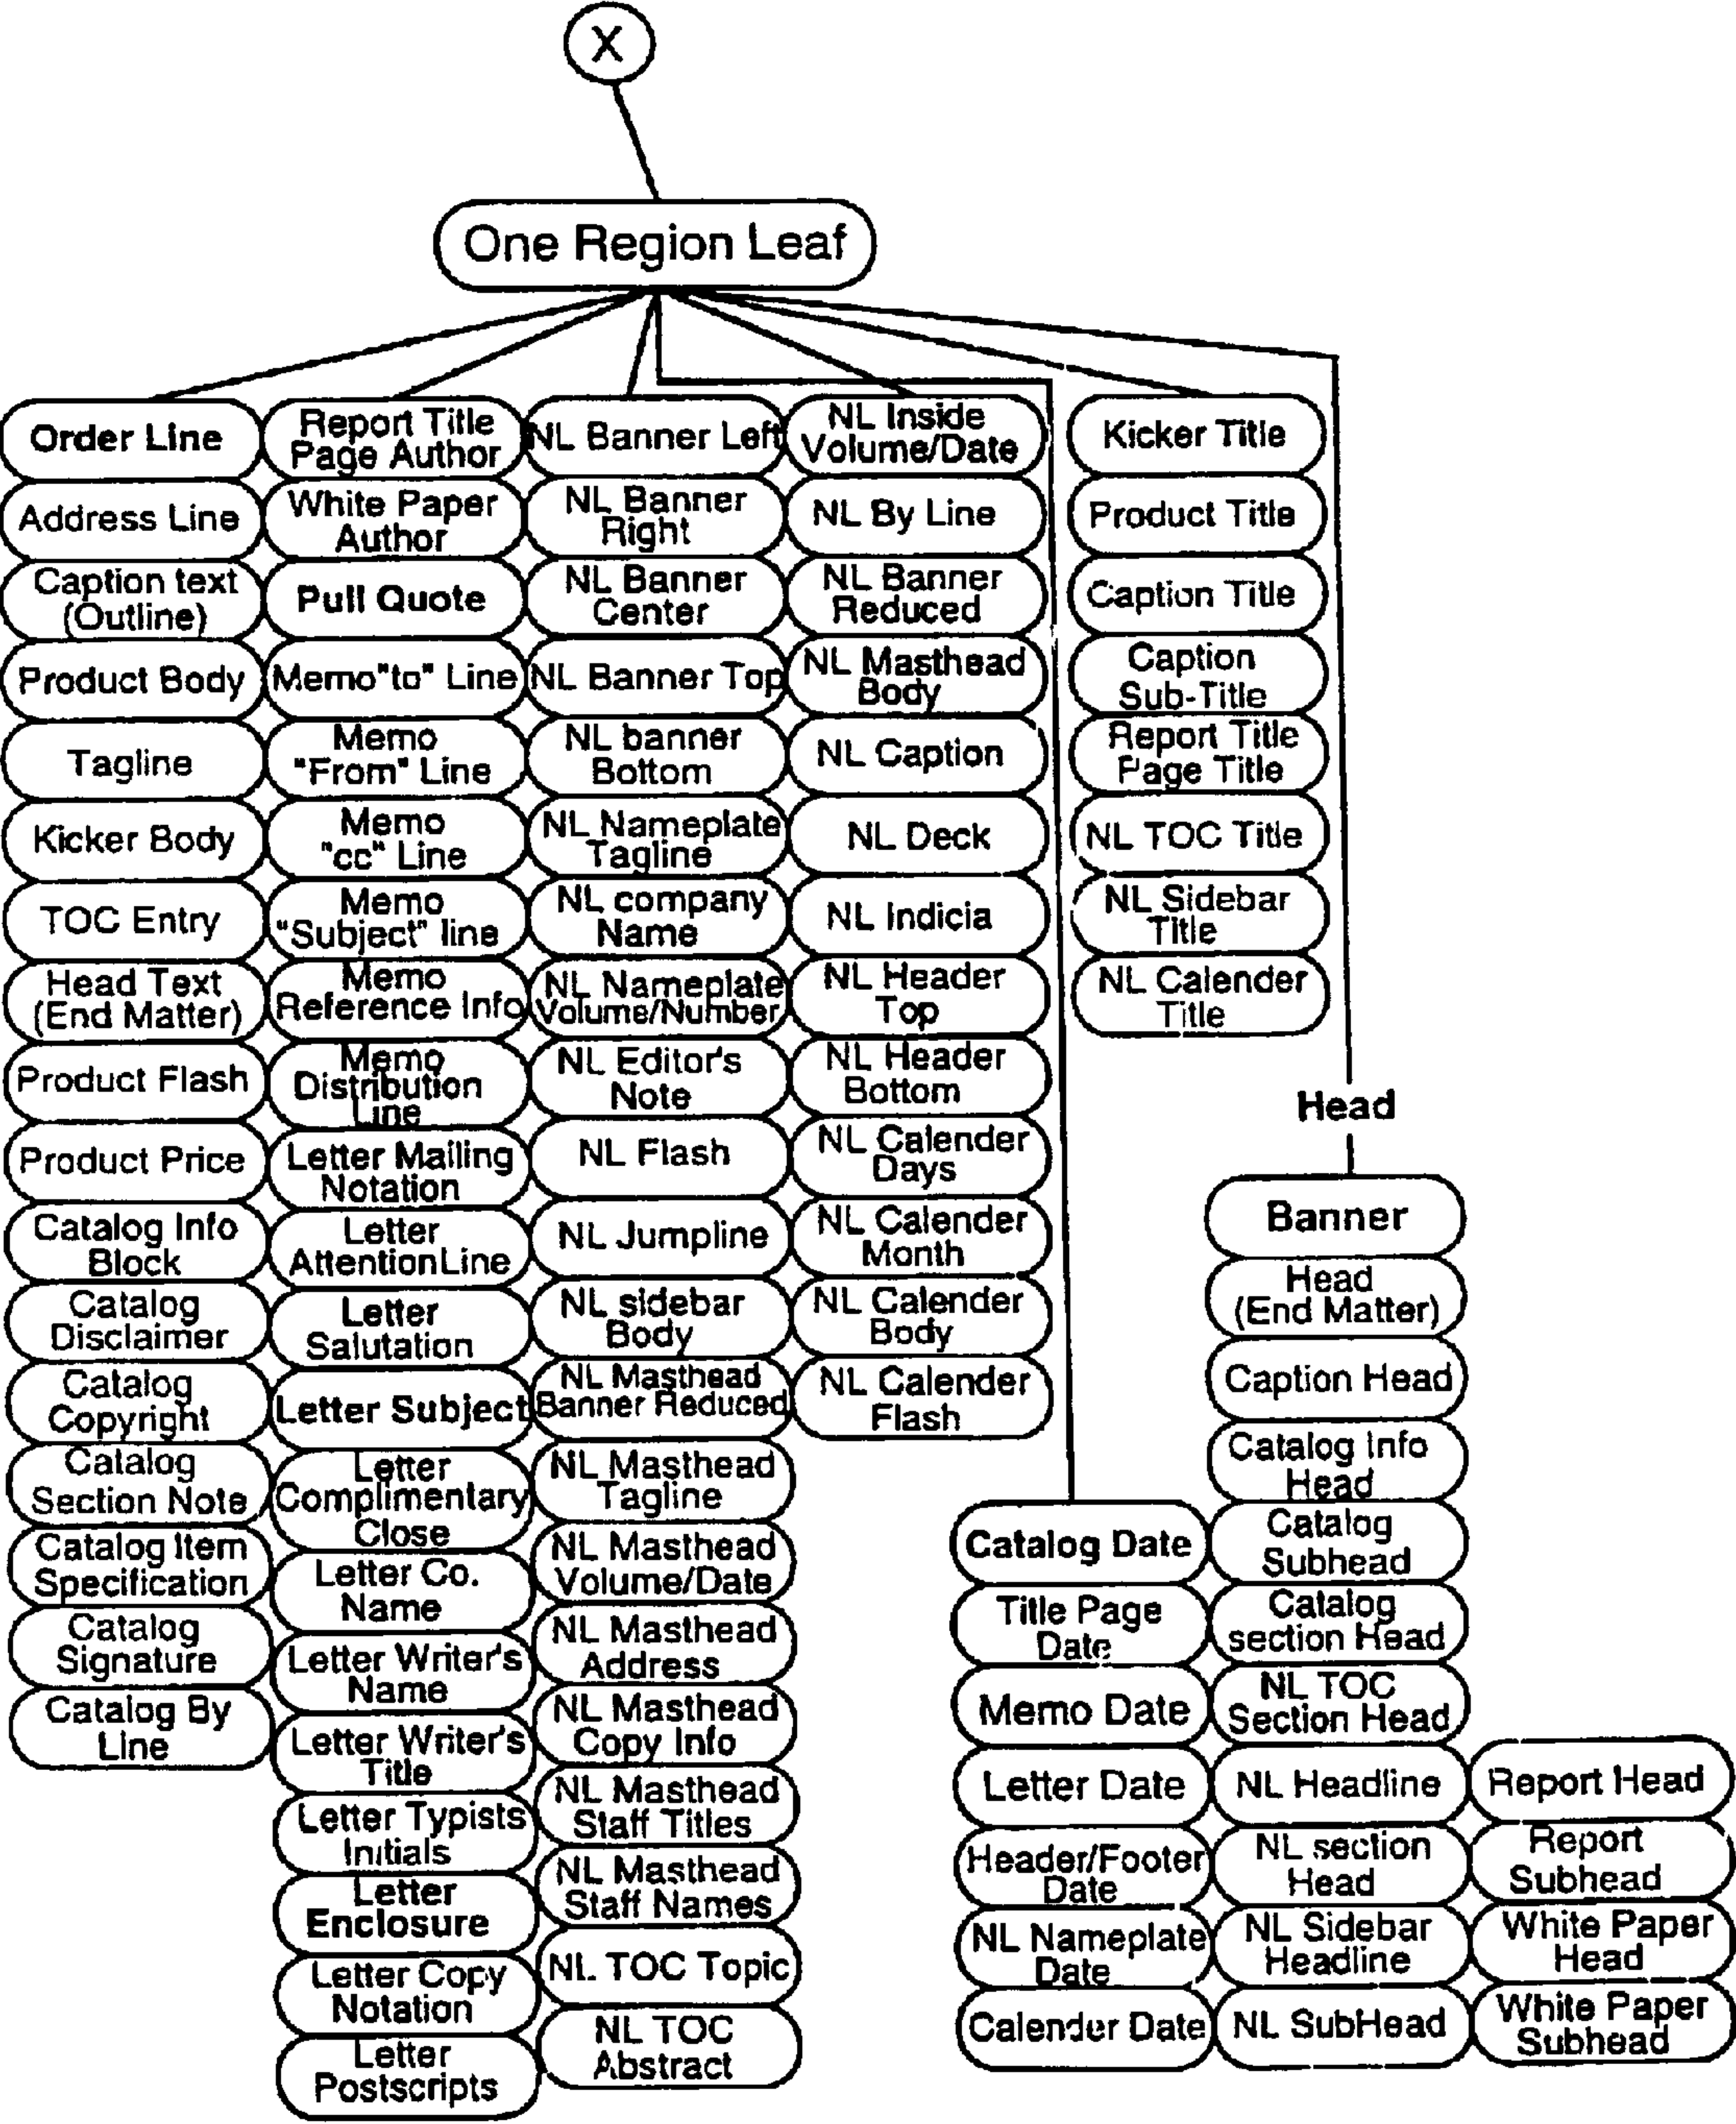 X
One Region Leaf
Order Line
Address Line
Caption text
(Outline)
Product Body
Tagline
Kicker Body
TOC Entry
Head Text
(End Matter)
Product Flash
Product Price
Catalog Info
Block
Catalog
Disclaimer
Catalog
Copyright
Catalog
Section Note
Catalog Item
Specification
Catalog
Signature
Catalog By
Line
Report Title
Page Author
White Paper
Author
Pull Quote
Memo"to" Line
Memo
"From" Line
Memo
"cc" Line
Memo
"Subject" line
Memo
Reference Info
Memo
Distribution
Line
Letter Mailing
Notation
Letter
AttentionLine
Letter
Salutation
Letter Subject
Letter
Complimentary
Close
Letter Co.
Name
Letter Writer's
Name
Letter Writer's
Title
Letter Typists
Initials
Letter
Enclosure
Letter Copy
Notation
Letter
Postscripts
NL Banner Left
NL Banner
Right
NL Banner
Center
NL Banner Top
NL banner
Bottom
NL Nameplate
Tagline
NL company
Name
NL Nameplate
Volume/Number
NL Editor's
Note
NL Flash
NL Jumpline
NL sidebar
Body
NL Masthead
Banner Reduced
NL Masthead
Tagline
NL Masthead
Volume/Date
NL Masthead
Address
NL Masthead
Copy Info
NL Masthead
Staff Titles
NL Masthead
Staff Names
NL TOC Topic
NL TOC
Abstract
NL Inside
Volume/Date
NL By Line
NL Banner
Reduced
NL Masthead
Body
NL Caption
NL Deck
NL Indicia
NL Header
Top
NL Header
Bottom
NL Calender
Days
NL Calender
Month
NL Calender
Body
NL Calender
Flash
Kicker Title
Product Title
Caption Title
Caption
Sub-Title
Report Title
Page Title
NL TOC Title
NL Sidebar
Title
NL Calender
Title
Catalog Date
Title Page
Date
Memo Date
Letter Date
Header/Footer
Date
NL Nameplate
Date
Calender Date
Head
Banner
Head
(End Matter)
Caption Head
Catalog Info
Head
Catalog
Subhead
Catalog
section Head
NL TOC
Section Head
NL Headline
NL section
Head
NL Sidebar
Headline
NL SubHead
Report Head
Report
Subhead
White Paper
Head
White Paper
Subhead